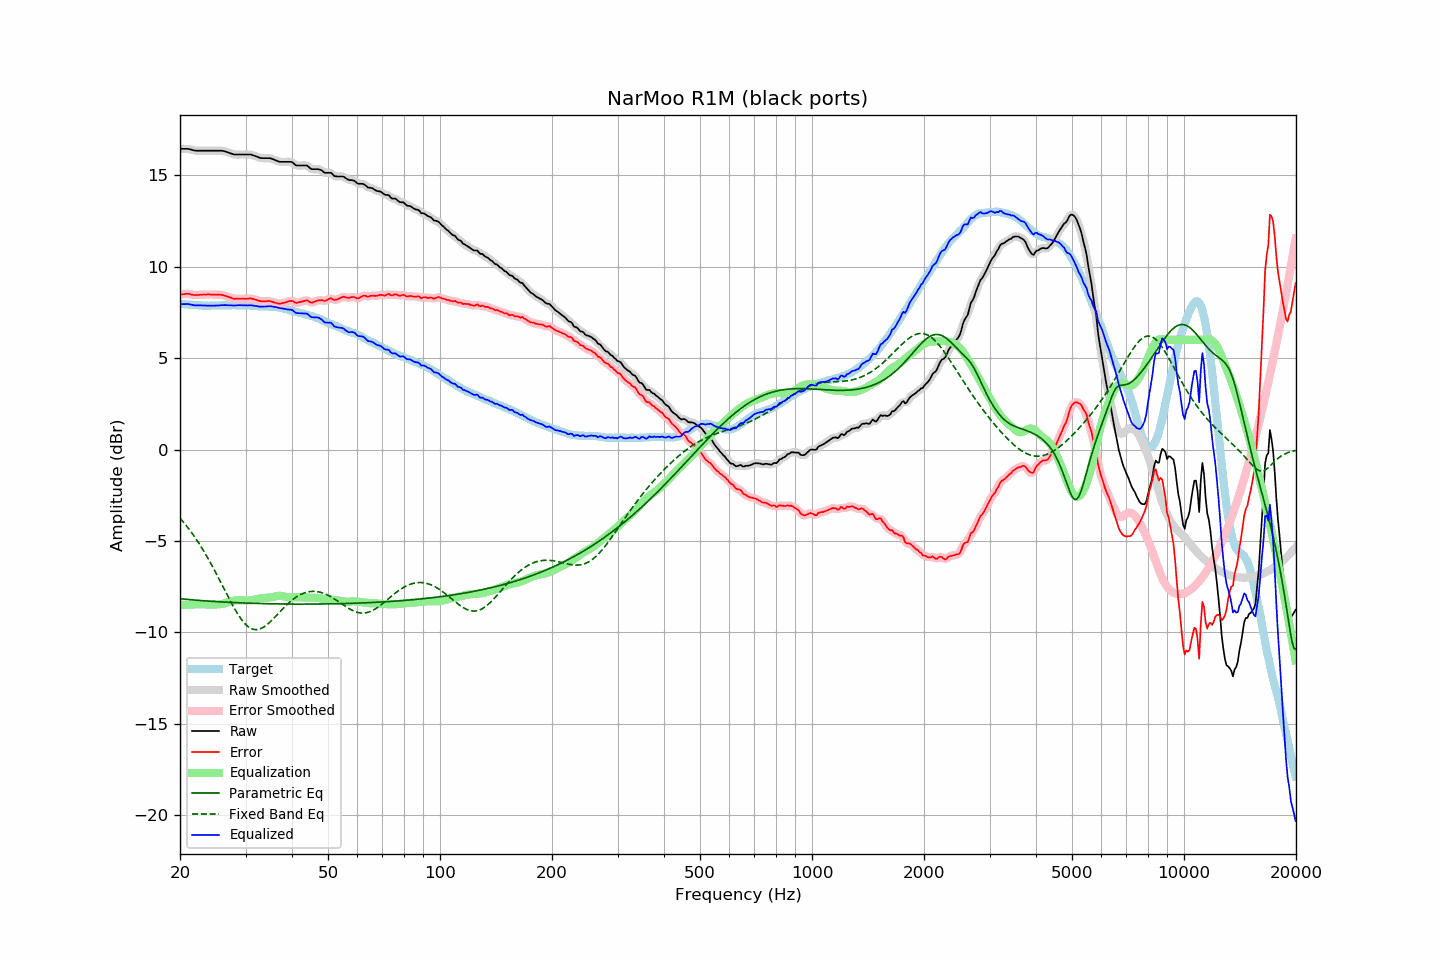 NarMoo R1M (black ports)
Amplitude (dBr)
15
10
5
0
−5
−10
−15
−20
Target
Raw Smoothed
Error Smoothed
Raw
Error
Equalization
Parametric Eq
Fixed Band Eq
Equalized
20 50 100 200 500 1000 2000 5000 10000 20000
Frequency (Hz)